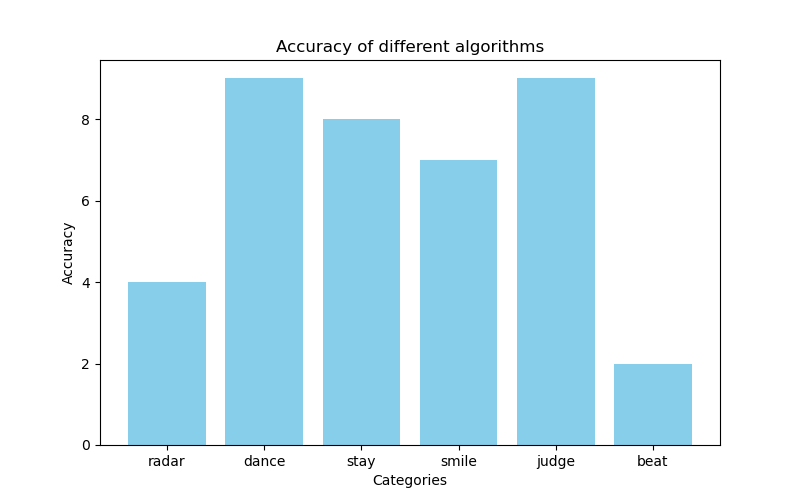 Accuracy of different algorithms
Accuracy
8
6
4
2
0
radar dance stay smile judge beat
Categories